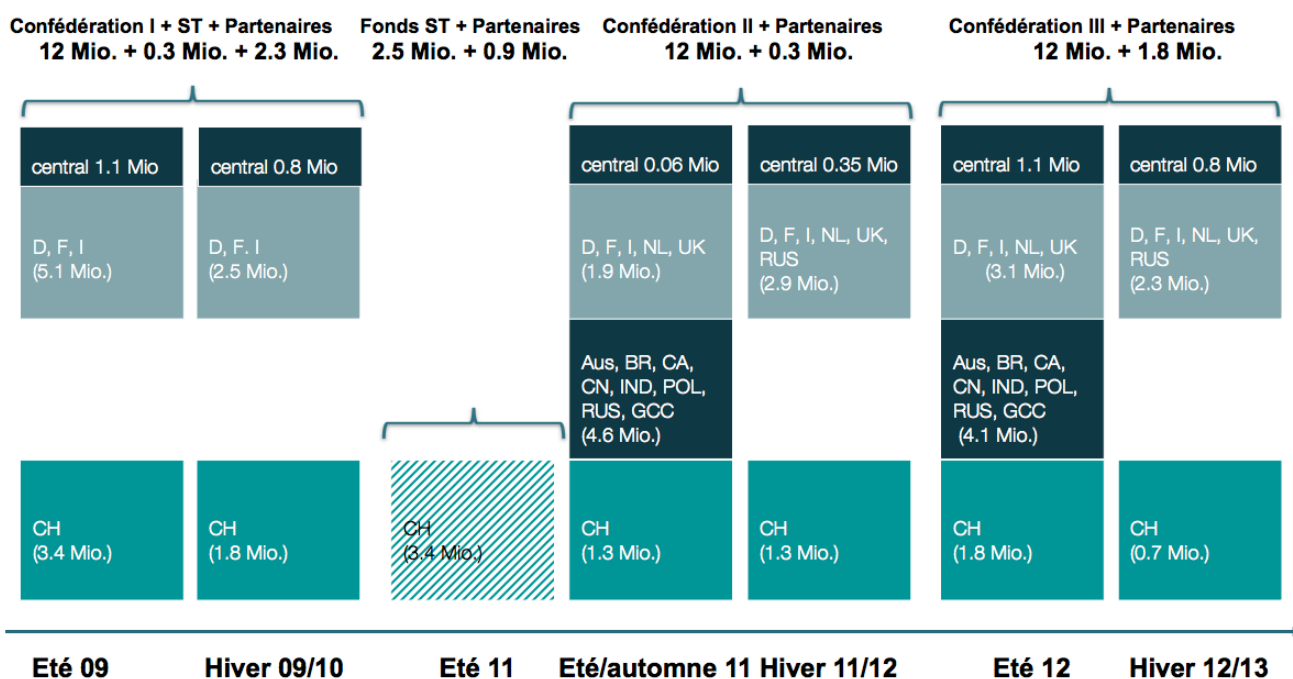 Confédération I + ST + Partenaires
12 Mio. + 0.3 Mio. + 2.3 Mio.
Fonds ST + Partenaires
2.5 Mio. + 0.9 Mio.
Confédération II + Partenaires
12 Mio. + 0.3 Mio.
Confédération III + Partenaires
12 Mio. + 1.8 Mio.
central 1.1 Mio
central 0.8 Mio
central 0.06 Mio
central 0.35 Mio
central 1.1 Mio
central 0.8 Mio
D, F, I
(5.1 Mio.)
D, F. I
(2.5 Mio.)
D, F, I, NL, UK
(1.9 Mio.)
D, F, I, NL, UK,
RUS
(2.9 Mio.)
D, F, I, NL, UK
(3.1 Mio.)
D, F, I, NL, UK,
RUS
(2.3 Mio.)
Aus, BR, CA,
CN, IND, POL,
RUS, GCC
(4.6 Mio.)
Aus, BR, CA,
CN, IND, POL,
RUS, GCC
(4.1 Mio.)
CH
(3.4 Mio.)
CH
(1.8 Mio.)
CH
(3.4 Mio.)
CH
(1.3 Mio.)
CH
(1.3 Mio.)
CH
(1.8 Mio.)
CH
(0.7 Mio.)
Eté 09
Hiver 09/10
Eté 11
Eté/automne 11
Hiver 11/12
Eté 12
Hiver 12/13